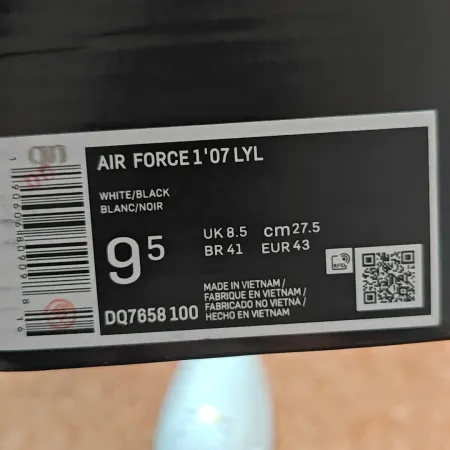 AIR FORCE 1 '07 LYL
WHITE/BLACK
BLANC/NOIR
9 5
UK 8.5 cm 27.5
BR 41 EUR 43
DQ7658 100
MADE IN VIETNAM /
FABRIQUE EN VIETNAM /
FABRICADO NO VIETNÃ /
HECHO EN VIETNAM
RFID